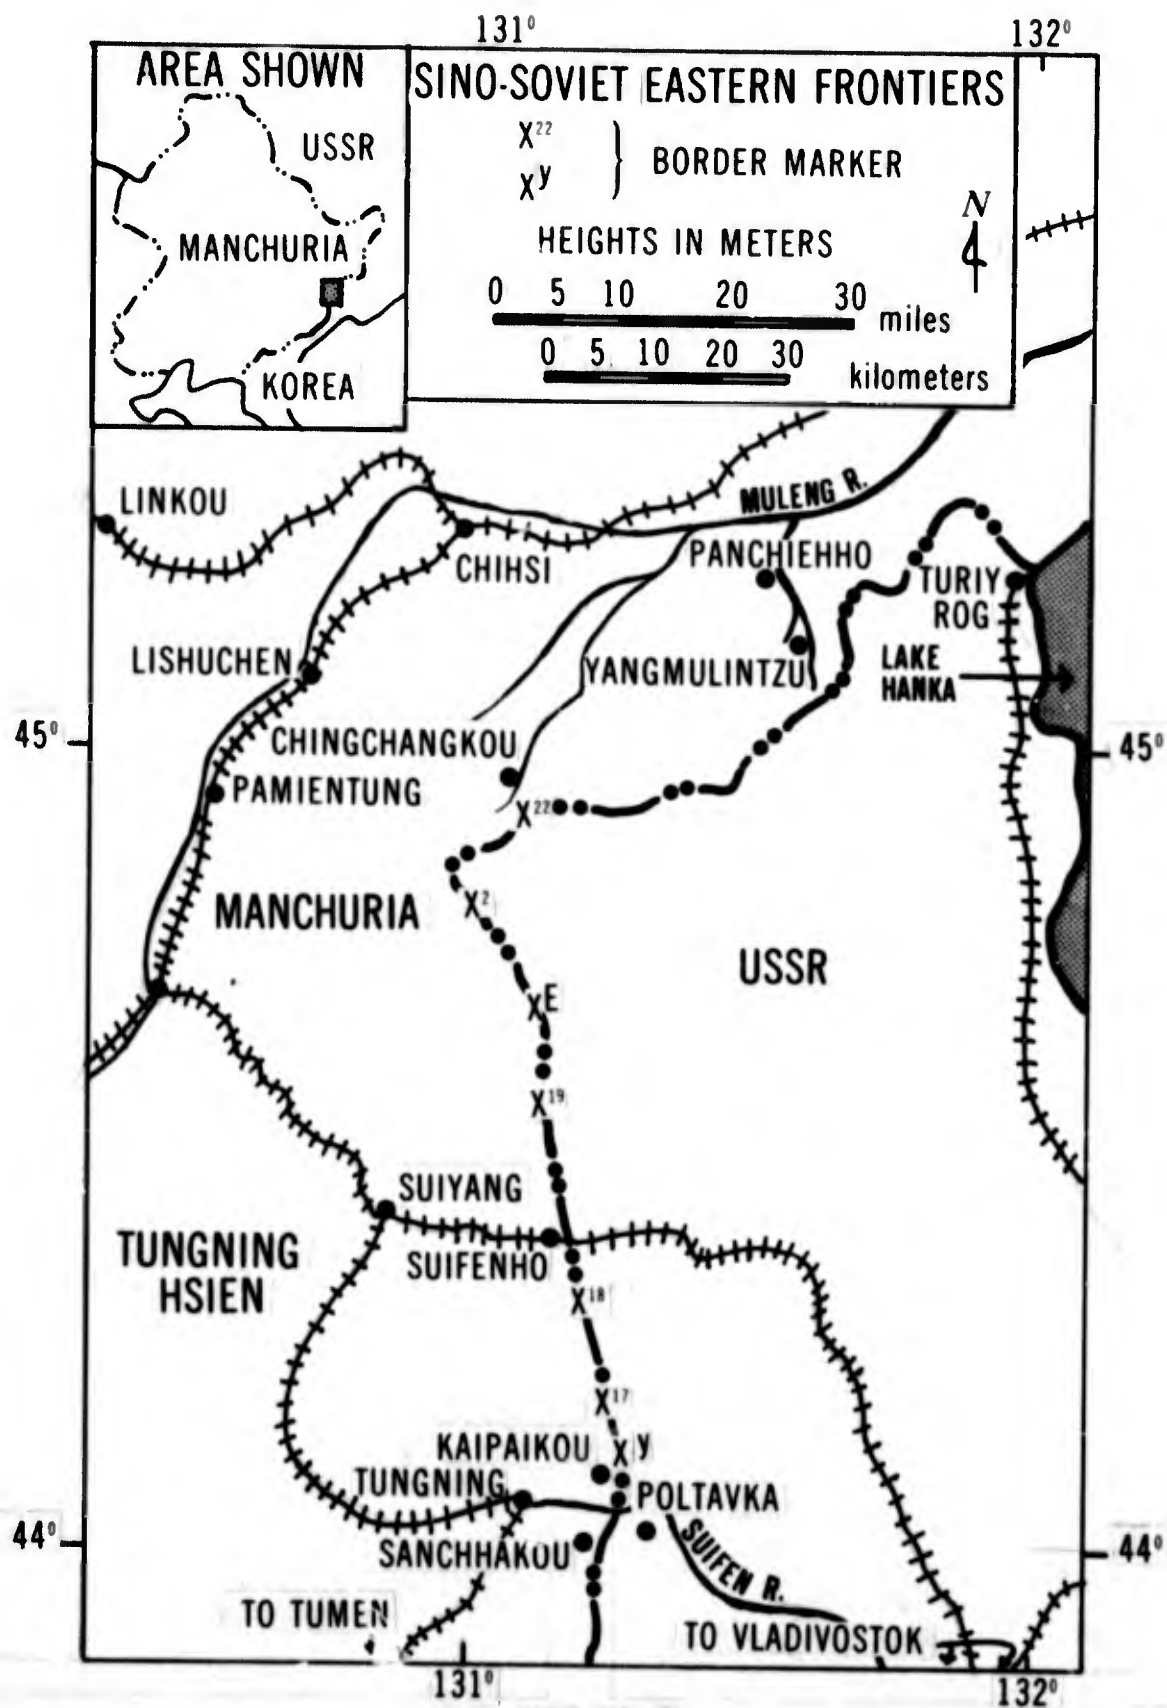 131°
132°
AREA SHOWN
USSR
MANCHURIA
KOREA
SINO-SOVIET EASTERN FRONTIERS
X22
Xy
BORDER MARKER
N
HEIGHTS IN METERS
0 5 10 20 30 miles
0 5 10 20 30 kilometers
LINKOU
MULENG R.
CHIHSI
PANCHIEHHO
TURIY
ROG
LISHUCHEN
YANGMULINTZU
LAKE
HANKA
45°
CHINGCHANGKOU
45°
PAMIENTUNG
X22
MANCHURIA
X2
USSR
XE
X19
SUIYANG
TUNGNING
HSIEN
SUIFENHO
X18
X17
KAIPAIKOU
Xy
TUNGNING
POLTAVKA
44°
SANCHHAKOU
SUIFEN R.
44°
TO TUMEN
TO VLADIVOSTOK
131°
132°